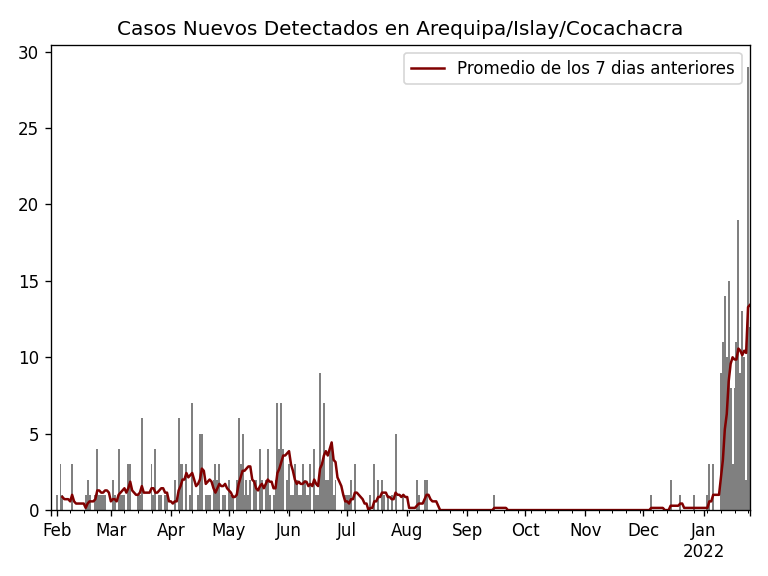 Casos Nuevos Detectados en Arequipa/Islay/Cocachacra
Promedio de los 7 dias anteriores
30
25
20
15
10
5
0
Feb Mar Apr May Jun Jul Aug Sep Oct Nov Dec Jan
2022